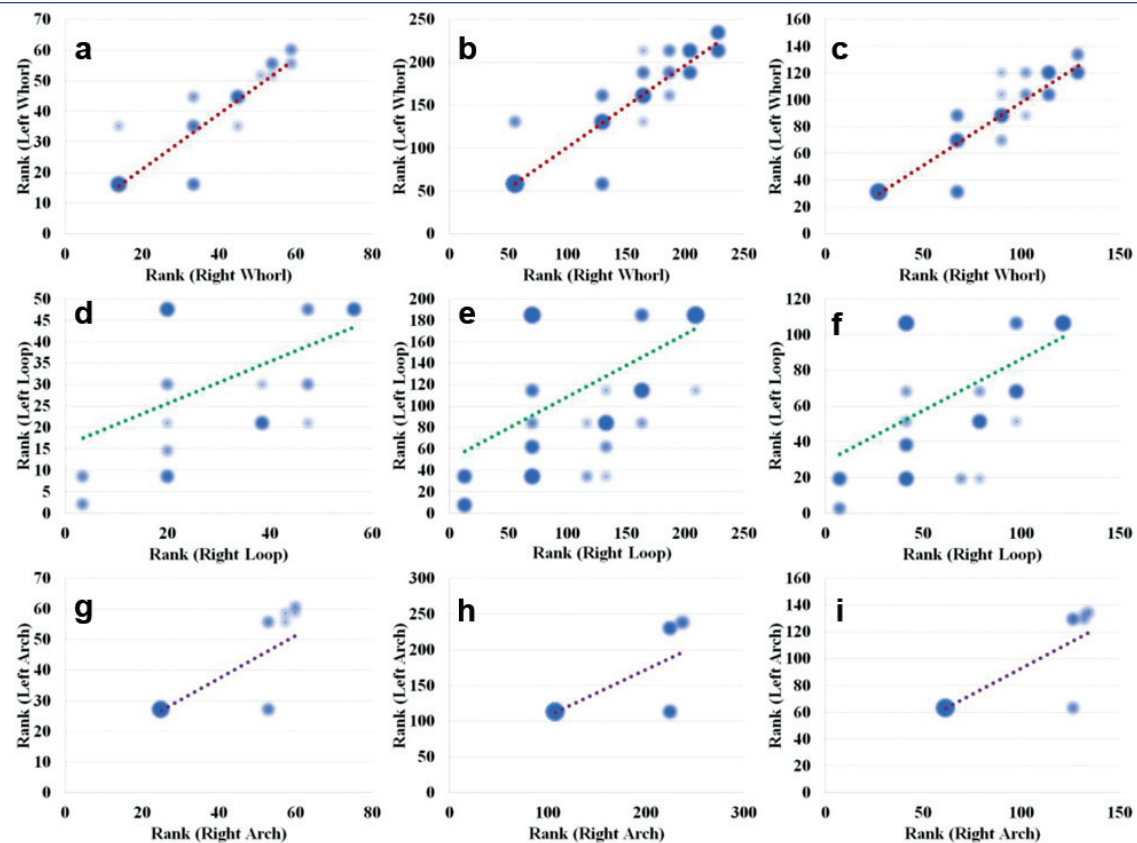 a
70
60
50
40
30
20
10
0
0 20 40 60 80
Rank (Left Whorl)
Rank (Right Whorl)
b
250
200
150
100
50
0
0 50 100 150 200 250
Rank (Left Whorl)
Rank (Right Whorl)
c
160
140
120
100
80
60
40
20
0
0 50 100 150
Rank (Left Whorl)
Rank (Right Whorl)
d
50
45
40
35
30
25
20
15
10
5
0
0 20 40 60
Rank (Left Loop)
Rank (Right Loop)
e
200
180
160
140
120
100
80
60
40
20
0
0 50 100 150 200 250
Rank (Left Loop)
Rank (Right Loop)
f
120
100
80
60
40
20
0
0 50 100 150
Rank (Left Loop)
Rank (Right Loop)
g
70
60
50
40
30
20
10
0
0 20 40 60 80
Rank (Left Arch)
Rank (Right Arch)
h
300
250
200
150
100
50
0
0 100 200 300
Rank (Left Arch)
Rank (Right Arch)
i
160
140
120
100
80
60
40
20
0
0 50 100 150
Rank (Left Arch)
Rank (Right Arch)